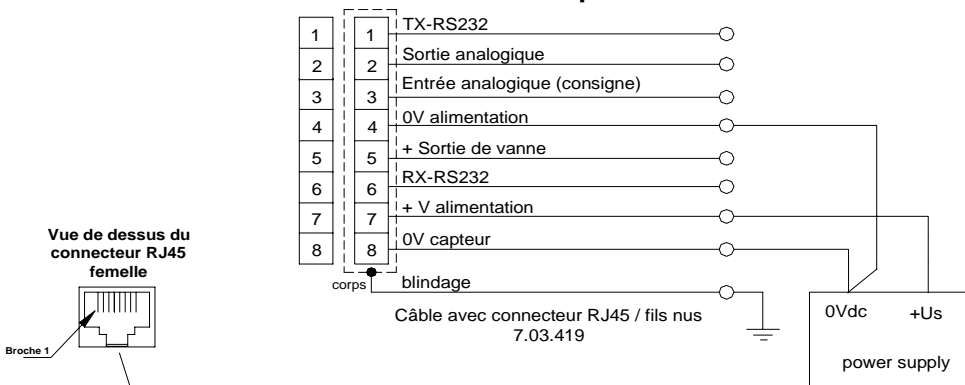 1 1 TX-RS232
2 2 Sortie analogique
3 3 Entrée analogique (consigne)
4 4 0V alimentation
5 5 + Sortie de vanne
6 6 RX-RS232
7 7 + V alimentation
8 8 0V capteur
corps blindage
Vue de dessus du
connecteur RJ45
femelle
Broche 1
Câble avec connecteur RJ45 / fils nus
7.03.419
0Vdc +Us
power supply